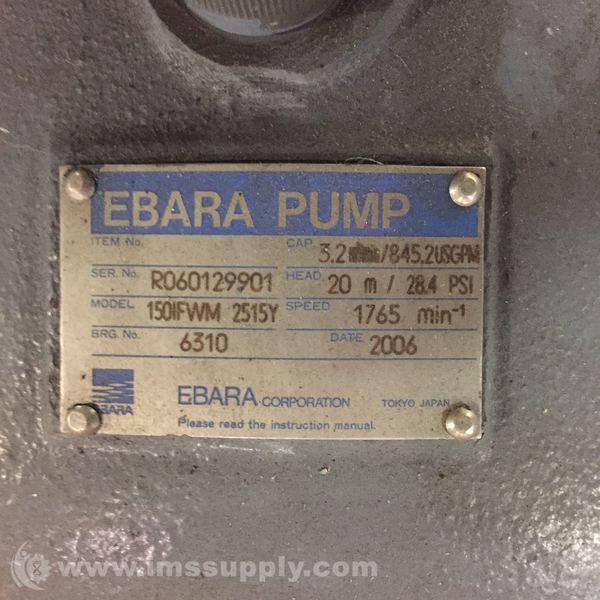 EBARA PUMP
ITEM No. CAP. 3.2 /845.2USGPM
SER. No. R060129901 HEAD 20 m / 28.4 PSI
MODEL 150IFWM 2515Y SPEED 1765 min⁻¹
BRG. No. 6310 DATE 2006
EBARA EBARA CORPORATION TOKYO JAPAN
Please read the instruction manual.
© www.imssupply.com